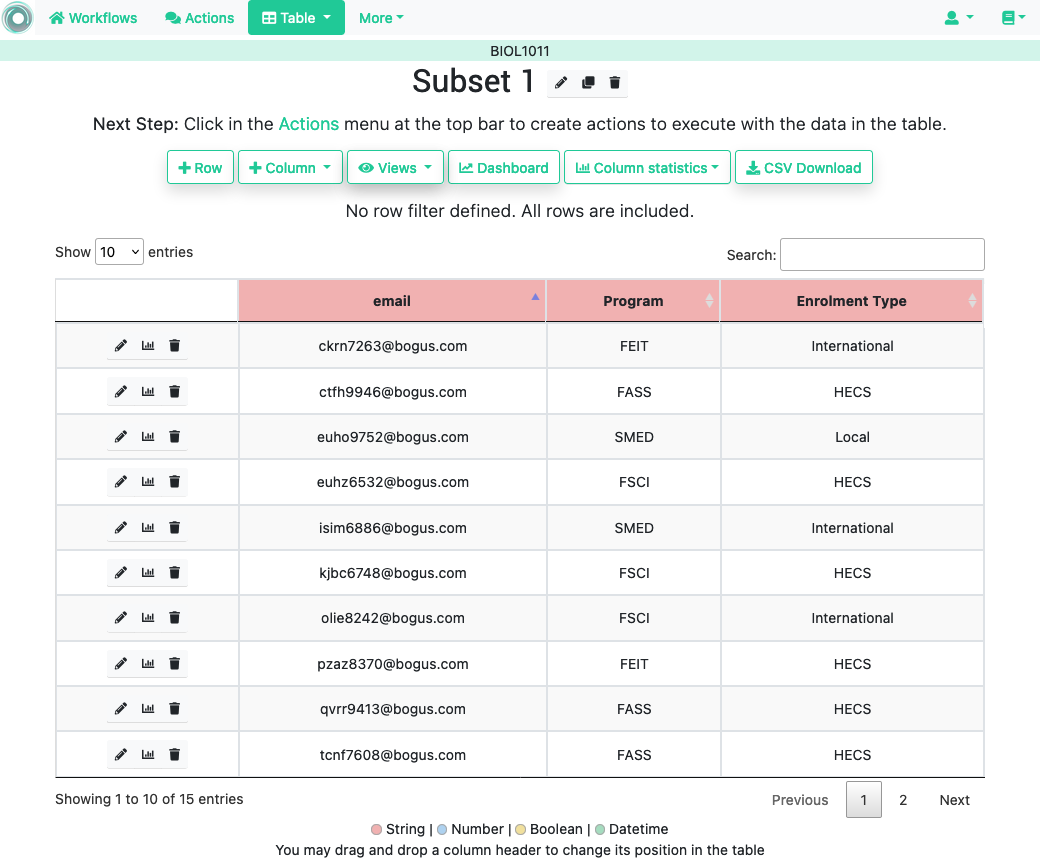 Workflows Actions Table More
BIOL1011
Subset 1
Next Step: Click in the Actions menu at the top bar to create actions to execute with the data in the table.
Row Column Views Dashboard Column statistics CSV Download
No row filter defined. All rows are included.
Show 10 entries Search:
email Program Enrolment Type
ckrn7263@bogus.com FEIT International
ctfh9946@bogus.com FASS HECS
euho9752@bogus.com SMED Local
euhz6532@bogus.com FSCI HECS
isim6886@bogus.com SMED International
kjbc6748@bogus.com FSCI HECS
olie8242@bogus.com FSCI International
pzaz8370@bogus.com FEIT HECS
qvrr9413@bogus.com FASS HECS
tcnf7608@bogus.com FASS HECS
Showing 1 to 10 of 15 entries Previous 1 2 Next
String | Number | Boolean | Datetime
You may drag and drop a column header to change its position in the table